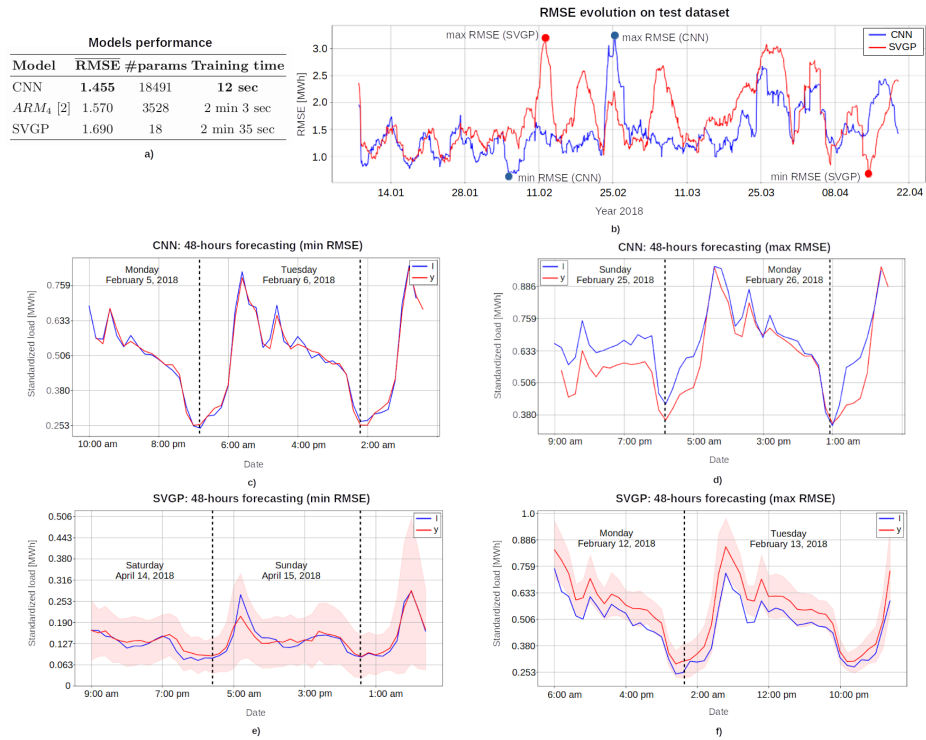 Models performance
Model RMSE #params Training time
CNN 1.455 18491 12 sec
ARM4 [2] 1.570 3528 2 min 3 sec
SVGP 1.690 18 2 min 35 sec
a)
RMSE evolution on test dataset
RMSE [MWh]
3.0
2.5
2.0
1.5
1.0
max RMSE (SVGP)
max RMSE (CNN)
min RMSE (CNN)
min RMSE (SVGP)
CNN
SVGP
14.01 28.01 11.02 25.02 11.03 25.03 08.04 22.04
Year 2018
b)
CNN: 48-hours forecasting (min RMSE)
Standardized load [MWh]
0.759
0.633
0.506
0.380
0.253
Monday
February 5, 2018
Tuesday
February 6, 2018
l
y
10:00 am 08:00 pm 06:00 am 04:00 pm 2:00 am
Date
c)
CNN: 48-hours forecasting (max RMSE)
Standardized load [MWh]
0.886
0.759
0.633
0.506
0.380
l
y
Sunday
February 25, 2018
Monday
February 26, 2018
9:00 am 7:00 pm 5:00 am 3:00 pm 1:00 am
Date
d)
SVGP: 48-hours forecasting (min RMSE)
Standardized load [MWh]
0.506
0.443
0.380
0.316
0.253
0.190
0.127
0.063
0
Saturday
April 14, 2018
Sunday
April 15, 2018
l
y
9:00 am 07:00 pm 5:00 am 3:00 pm 1:00 am
Date
e)
SVGP: 48-hours forecasting (max RMSE)
Standardized load [MWh]
1.0
0.886
0.759
0.633
0.506
0.380
0.253
Monday
February 12, 2018
Tuesday
February 13, 2018
l
y
6:00 am 04:00 pm 2:00 am 12:00 pm 10:00 pm
Date
f)